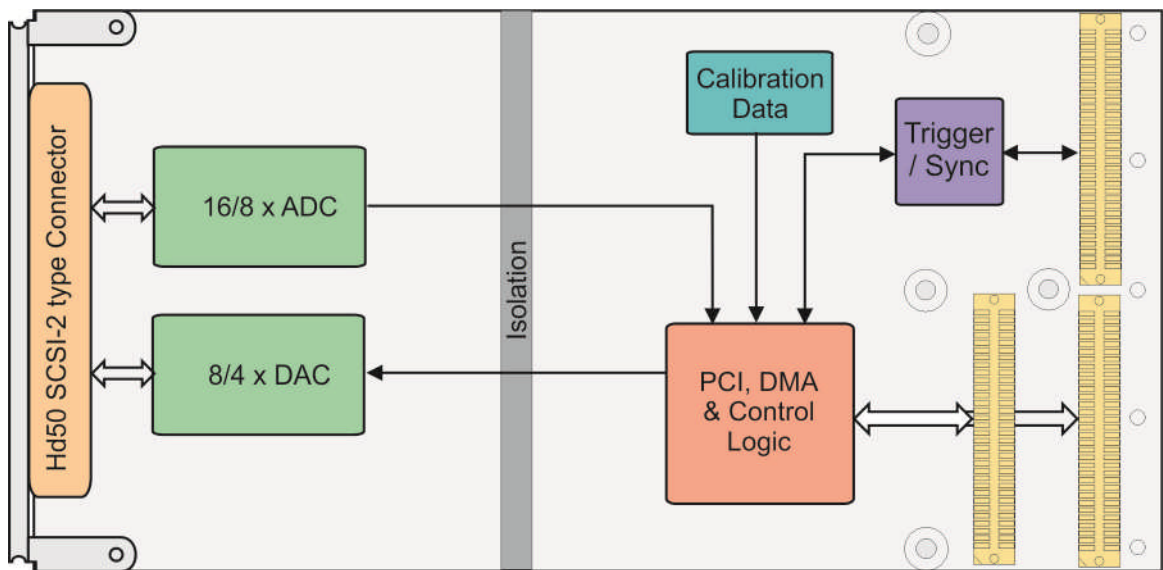 Hd50 SCSI-2 type Connector
16/8 x ADC
8/4 x DAC
Isolation
Calibration
Data
Trigger
/ Sync
PCI, DMA
& Control
Logic